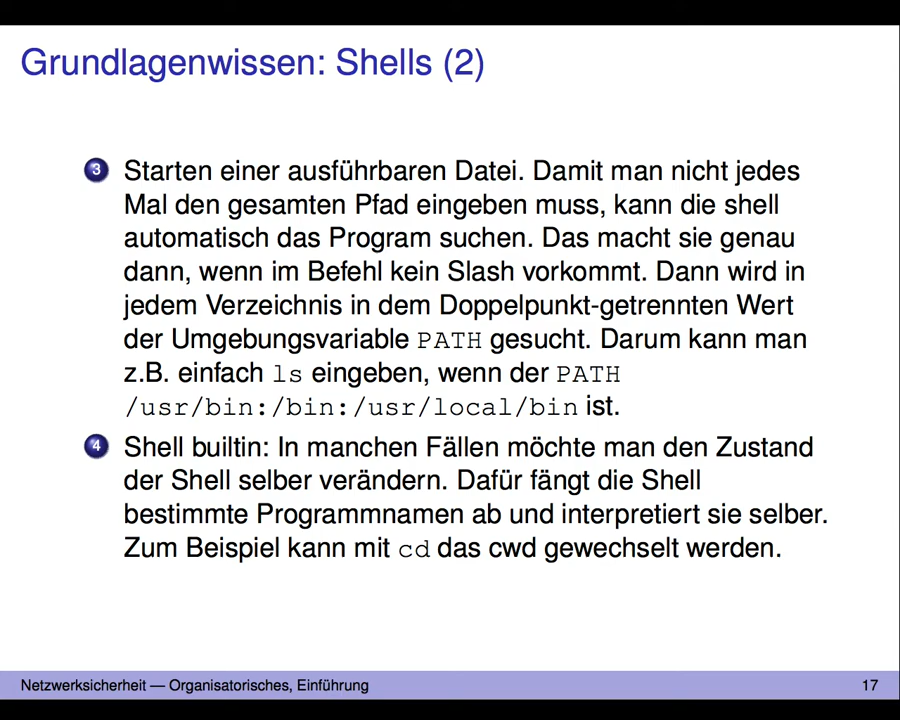 Grundlagenwissen: Shells (2)
3 Starten einer ausführbaren Datei. Damit man nicht jedes
Mal den gesamten Pfad eingeben muss, kann die shell
automatisch das Program suchen. Das macht sie genau
dann, wenn im Befehl kein Slash vorkommt. Dann wird in
jedem Verzeichnis in dem Doppelpunkt-getrennten Wert
der Umgebungsvariable PATH gesucht. Darum kann man
z.B. einfach ls eingeben, wenn der PATH
/usr/bin:/bin:/usr/local/bin ist.
4 Shell builtin: In manchen Fällen möchte man den Zustand
der Shell selber verändern. Dafür fängt die Shell
bestimmte Programmnamen ab und interpretiert sie selber.
Zum Beispiel kann mit cd das cwd gewechselt werden.
Netzwerksicherheit — Organisatorisches, Einführung 17